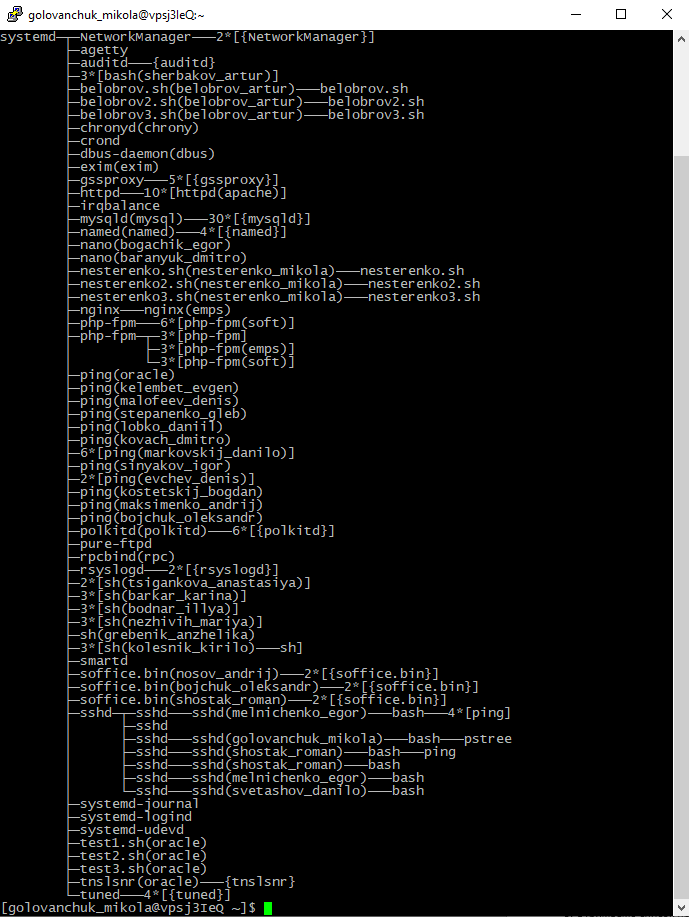 golovanchuk_mikola@vpsj3IeQ:~
systemd─┬─NetworkManager───2*[{NetworkManager}]
        ├─agetty
        ├─auditd───{auditd}
        ├─3*[bash(sherbakov_artur)]
        ├─belobrov.sh(belobrov_artur)───belobrov.sh
        ├─belobrov2.sh(belobrov_artur)───belobrov2.sh
        ├─belobrov3.sh(belobrov_artur)───belobrov3.sh
        ├─chronyd(chrony)
        ├─crond
        ├─dbus-daemon(dbus)
        ├─exim(exim)
        ├─gssproxy───5*[{gssproxy}]
        ├─httpd───10*[httpd(apache)]
        ├─irqbalance
        ├─mysqld(mysql)───30*[{mysqld}]
        ├─named(named)───4*[{named}]
        ├─nano(bogachik_egor)
        ├─nano(baranyuk_dmitro)
        ├─nesterenko.sh(nesterenko_mikola)───nesterenko.sh
        ├─nesterenko2.sh(nesterenko_mikola)───nesterenko2.sh
        ├─nesterenko3.sh(nesterenko_mikola)───nesterenko3.sh
        ├─nginx───nginx(emps)
        ├─php-fpm───6*[php-fpm(soft)]
        ├─php-fpm─┬─3*[php-fpm]
        │         ├─3*[php-fpm(emps)]
        │         └─3*[php-fpm(soft)]
        ├─ping(oracle)
        ├─ping(kelembet_evgen)
        ├─ping(malofeev_denis)
        ├─ping(stepanenko_gleb)
        ├─ping(lobko_daniil)
        ├─ping(kovach_dmitro)
        ├─6*[ping(markovskij_danilo)]
        ├─ping(sinyakov_igor)
        ├─2*[ping(evchev_denis)]
        ├─ping(kostetskij_bogdan)
        ├─ping(maksimenko_andrij)
        ├─ping(bojchuk_oleksandr)
        ├─polkitd(polkitd)───6*[{polkitd}]
        ├─pure-ftpd
        ├─rpcbind(rpc)
        ├─rsyslogd───2*[{rsyslogd}]
        ├─2*[sh(tsigankova_anastasiya)]
        ├─3*[sh(barkar_karina)]
        ├─3*[sh(bodnar_illya)]
        ├─3*[sh(nezhivih_mariya)]
        ├─sh(grebenik_anzhelika)
        ├─3*[sh(kolesnik_kirilo)───sh]
        ├─smartd
        ├─soffice.bin(nosov_andrij)───2*[{soffice.bin}]
        ├─soffice.bin(bojchuk_oleksandr)───2*[{soffice.bin}]
        ├─soffice.bin(shostak_roman)───2*[{soffice.bin}]
        ├─sshd─┬─sshd───sshd(melnichenko_egor)───bash───4*[ping]
        │      ├─sshd
        │      ├─sshd───sshd(golovanchuk_mikola)───bash───pstree
        │      ├─sshd───sshd(shostak_roman)───bash───ping
        │      ├─sshd───sshd(shostak_roman)───bash
        │      ├─sshd───sshd(melnichenko_egor)───bash
        │      └─sshd───sshd(svetashov_danilo)───bash
        ├─systemd-journal
        ├─systemd-logind
        ├─systemd-udevd
        ├─test1.sh(oracle)
        ├─test2.sh(oracle)
        ├─test3.sh(oracle)
        ├─tnslsnr(oracle)───{tnslsnr}
        └─tuned───4*[{tuned}]
[golovanchuk_mikola@vpsj3IeQ ~]$